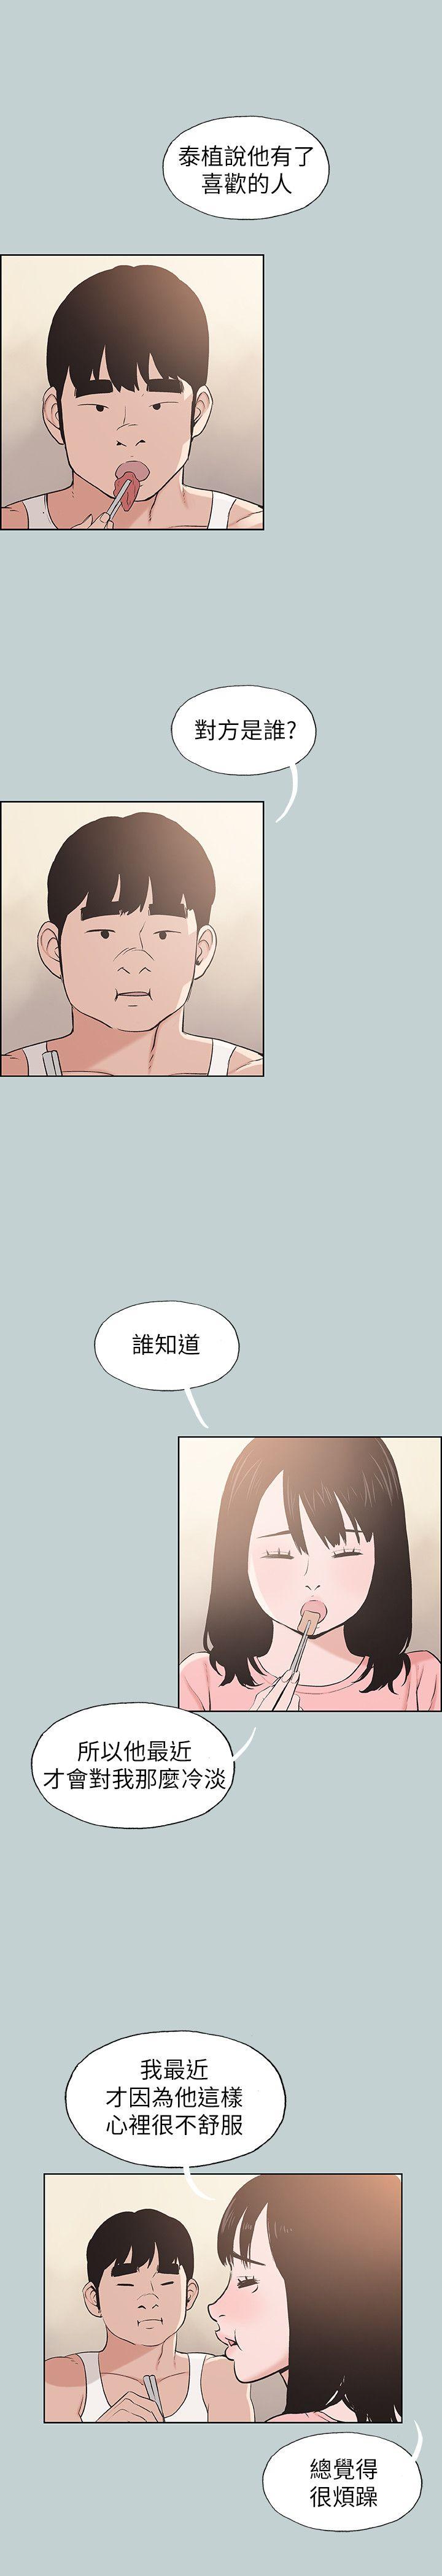 泰植說他有了
喜歡的人
對方是誰?
誰知道
所以他最近
才會對我那麼冷淡
我最近
才因為他這樣
心裡很不舒服
總覺得
很煩躁